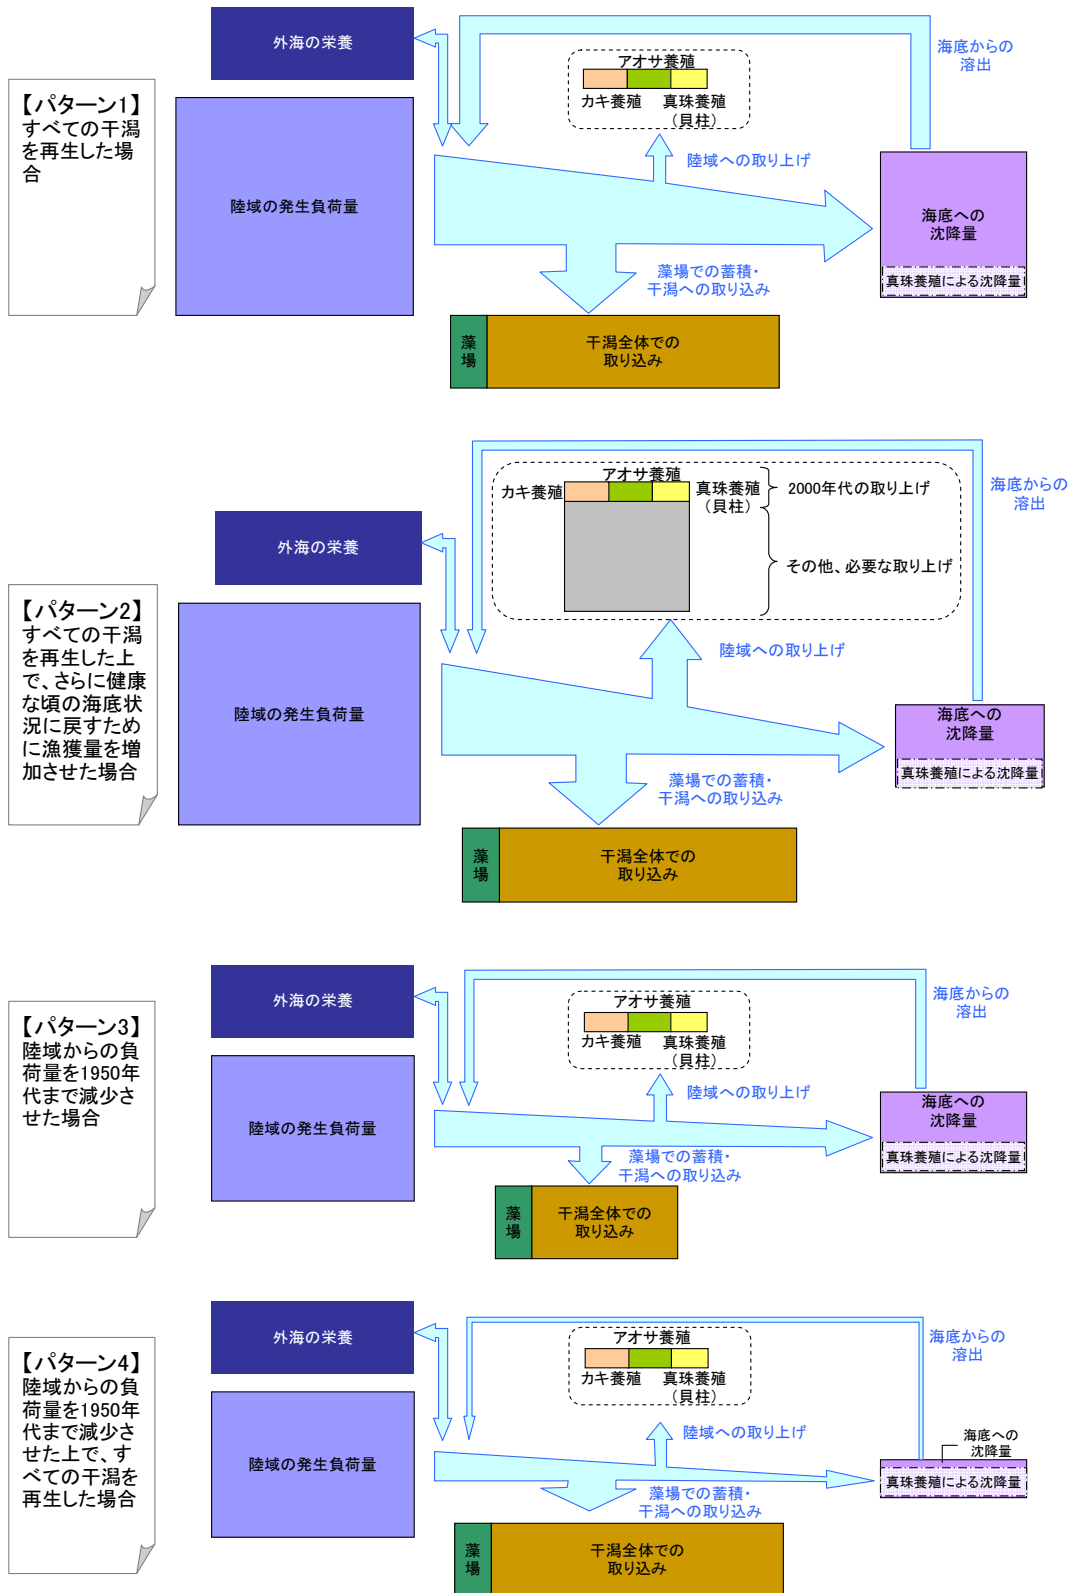 【パターン1】
すべての干潟
を再生した場
合
外海の栄養
陸域の発生負荷量
アオサ養殖
カキ養殖
真珠養殖
（貝柱）
陸域への取り上げ
海底からの
溶出
海底への
沈降量
真珠養殖による沈降量
藻場での蓄積・
干潟への取り込み
藻
場
干潟全体での
取り込み
【パターン2】
すべての干潟
を再生した上
で、さらに健康
な頃の海底状
況に戻すため
に漁獲量を増
加させた場合
外海の栄養
陸域の発生負荷量
アオサ養殖
カキ養殖
真珠養殖
（貝柱）
2000年代の取り上げ
その他、必要な取り上げ
陸域への取り上げ
海底からの
溶出
海底への
沈降量
真珠養殖による沈降量
藻場での蓄積・
干潟への取り込み
藻
場
干潟全体での
取り込み
【パターン3】
陸域からの負
荷量を1950年
代まで減少さ
せた場合
外海の栄養
陸域の発生負荷量
アオサ養殖
カキ養殖
真珠養殖
（貝柱）
陸域への取り上げ
海底からの
溶出
海底への
沈降量
真珠養殖による沈降量
藻場での蓄積・
干潟への取り込み
藻
場
干潟全体での
取り込み
【パターン4】
陸域からの負
荷量を1950年
代まで減少さ
せた上で、す
べての干潟を
再生した場合
外海の栄養
陸域の発生負荷量
アオサ養殖
カキ養殖
真珠養殖
（貝柱）
陸域への取り上げ
海底からの
溶出
海底への
沈降量
真珠養殖による沈降量
藻場での蓄積・
干潟への取り込み
藻
場
干潟全体での
取り込み